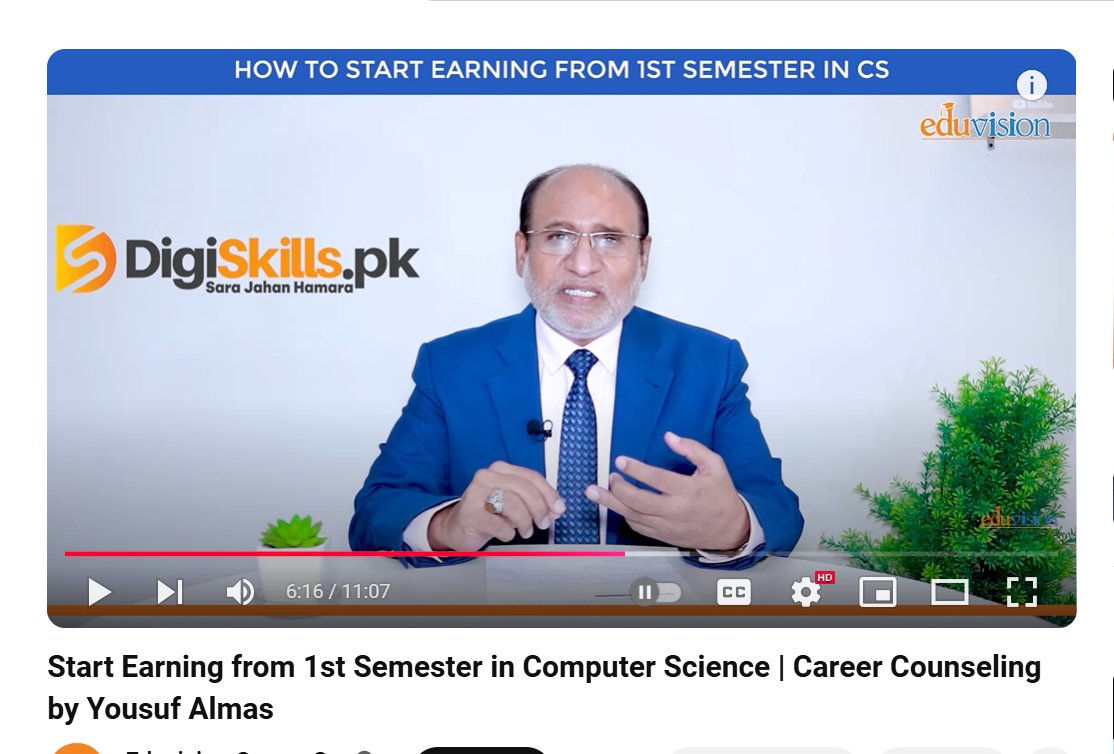 HOW TO START EARNING FROM 1ST SEMESTER IN CS
i
eduvision
DigiSkills.pk
Sara Jahan Hamara
eduvision
HD
6:16 / 11:07
CC
Start Earning from 1st Semester in Computer Science | Career Counseling
by Yousuf Almas